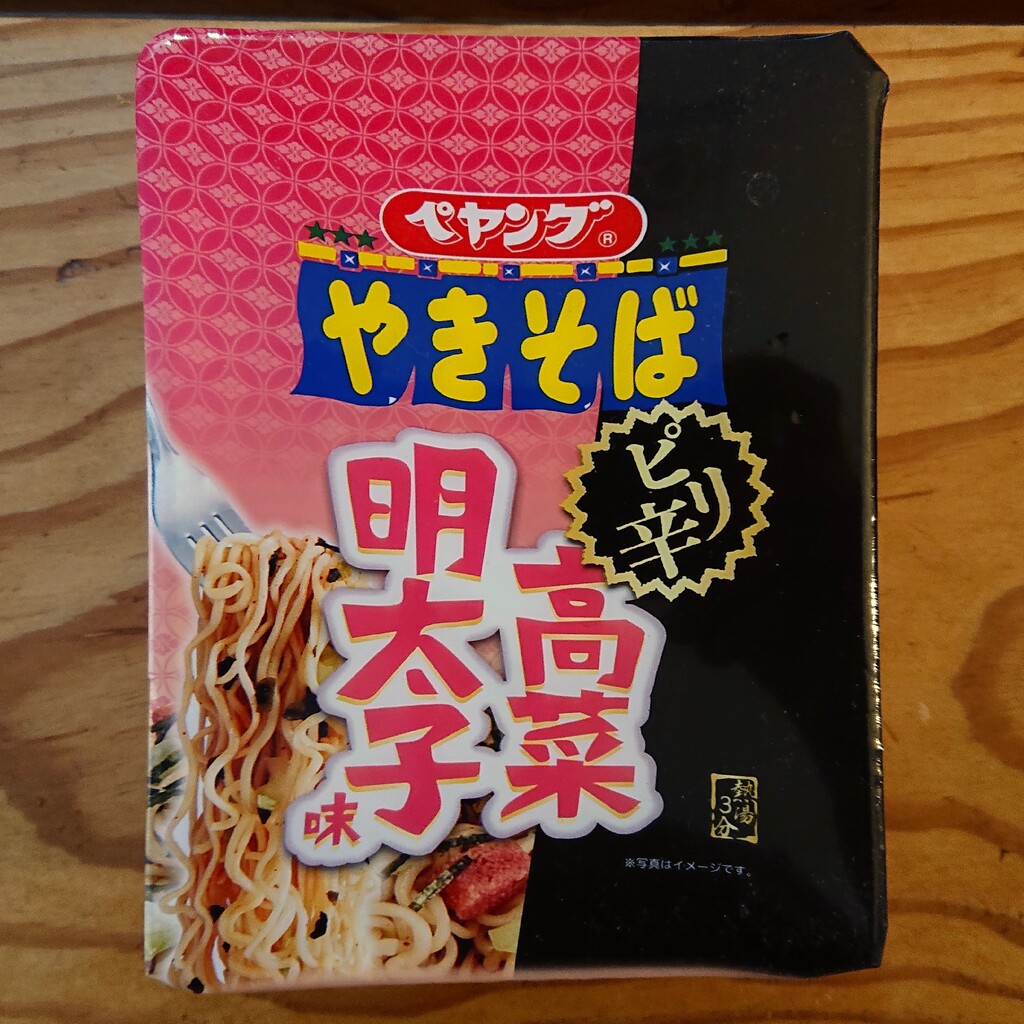 ペヤング®
やきそば
ピリ辛
高菜
明太子
味
熱湯
3分
※写真はイメージです。